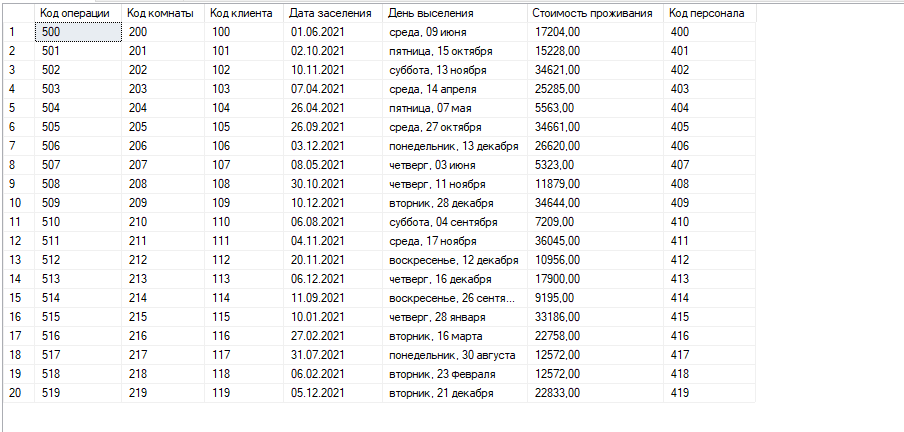 Код операции Код комнаты Код клиента Дата заселения День выселения Стоимость проживания Код персонала
1 500 200 100 01.06.2021 среда, 09 июня 17204,00 400
2 501 201 101 02.10.2021 пятница, 15 октября 15228,00 401
3 502 202 102 10.11.2021 суббота, 13 ноября 34621,00 402
4 503 203 103 07.04.2021 среда, 14 апреля 25285,00 403
5 504 204 104 26.04.2021 пятница, 07 мая 5563,00 404
6 505 205 105 26.09.2021 среда, 27 октября 34661,00 405
7 506 206 106 03.12.2021 понедельник, 13 декабря 26620,00 406
8 507 207 107 08.05.2021 четверг, 03 июня 5323,00 407
9 508 208 108 30.10.2021 четверг, 11 ноября 11879,00 408
10 509 209 109 10.12.2021 вторник, 28 декабря 34644,00 409
11 510 210 110 06.08.2021 суббота, 04 сентября 7209,00 410
12 511 211 111 04.11.2021 среда, 17 ноября 36045,00 411
13 512 212 112 20.11.2021 воскресенье, 12 декабря 10956,00 412
14 513 213 113 06.12.2021 четверг, 16 декабря 17900,00 413
15 514 214 114 11.09.2021 воскресенье, 26 сентя... 9195,00 414
16 515 215 115 10.01.2021 четверг, 28 января 33186,00 415
17 516 216 116 27.02.2021 вторник, 16 марта 22758,00 416
18 517 217 117 31.07.2021 понедельник, 30 августа 12572,00 417
19 518 218 118 06.02.2021 вторник, 23 февраля 12572,00 418
20 519 219 119 05.12.2021 вторник, 21 декабря 22833,00 419